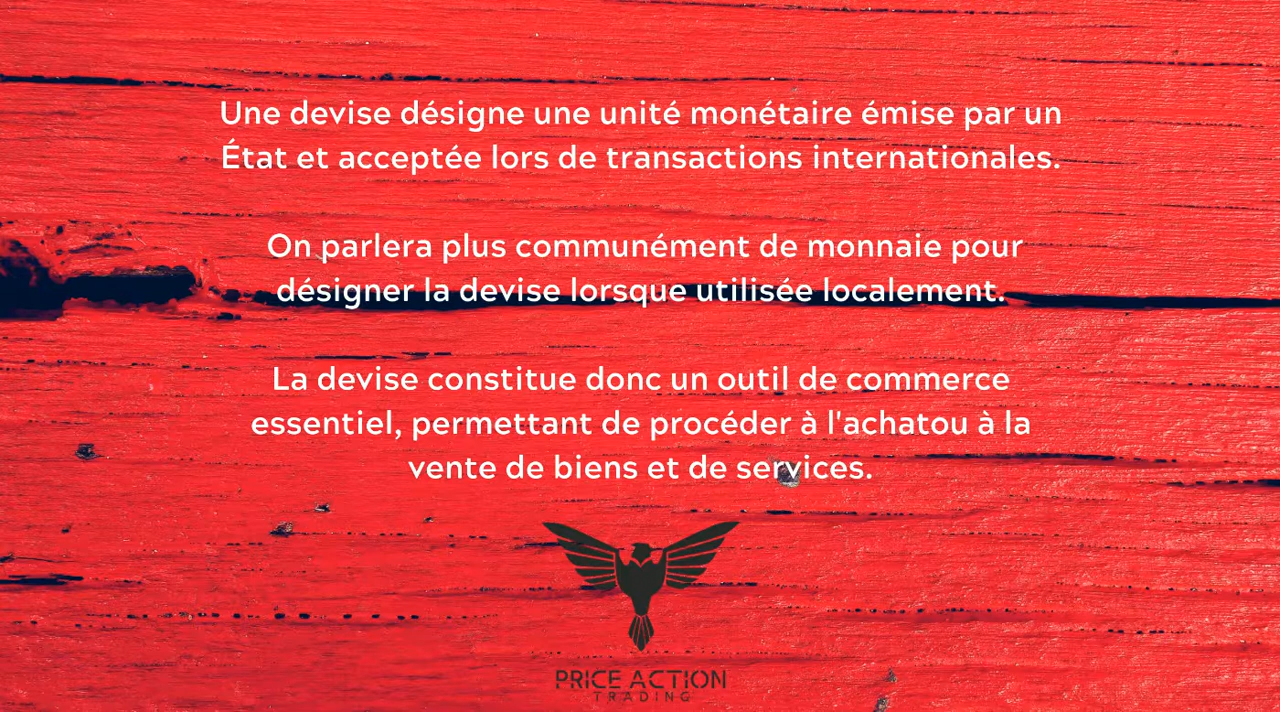 Une devise désigne une unité monétaire émise par un
État et acceptée lors de transactions internationales.
On parlera plus communément de monnaie pour
désigner la devise lorsque utilisée localement.
La devise constitue donc un outil de commerce
essentiel, permettant de procéder à l'achatou à la
vente de biens et de services.
PRICE ACTION
TRADING